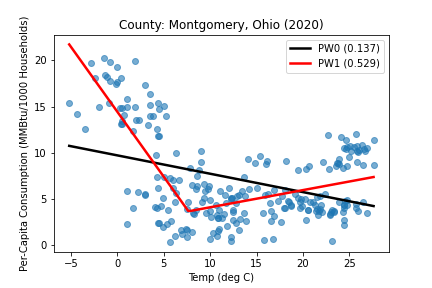 County: Montgomery, Ohio (2020)
PW0 (0.137)
PW1 (0.529)
Per-Capita Consumption (MMBtu/1000 Households)
20
15
10
5
0
−5 0 5 10 15 20 25
Temp (deg C)